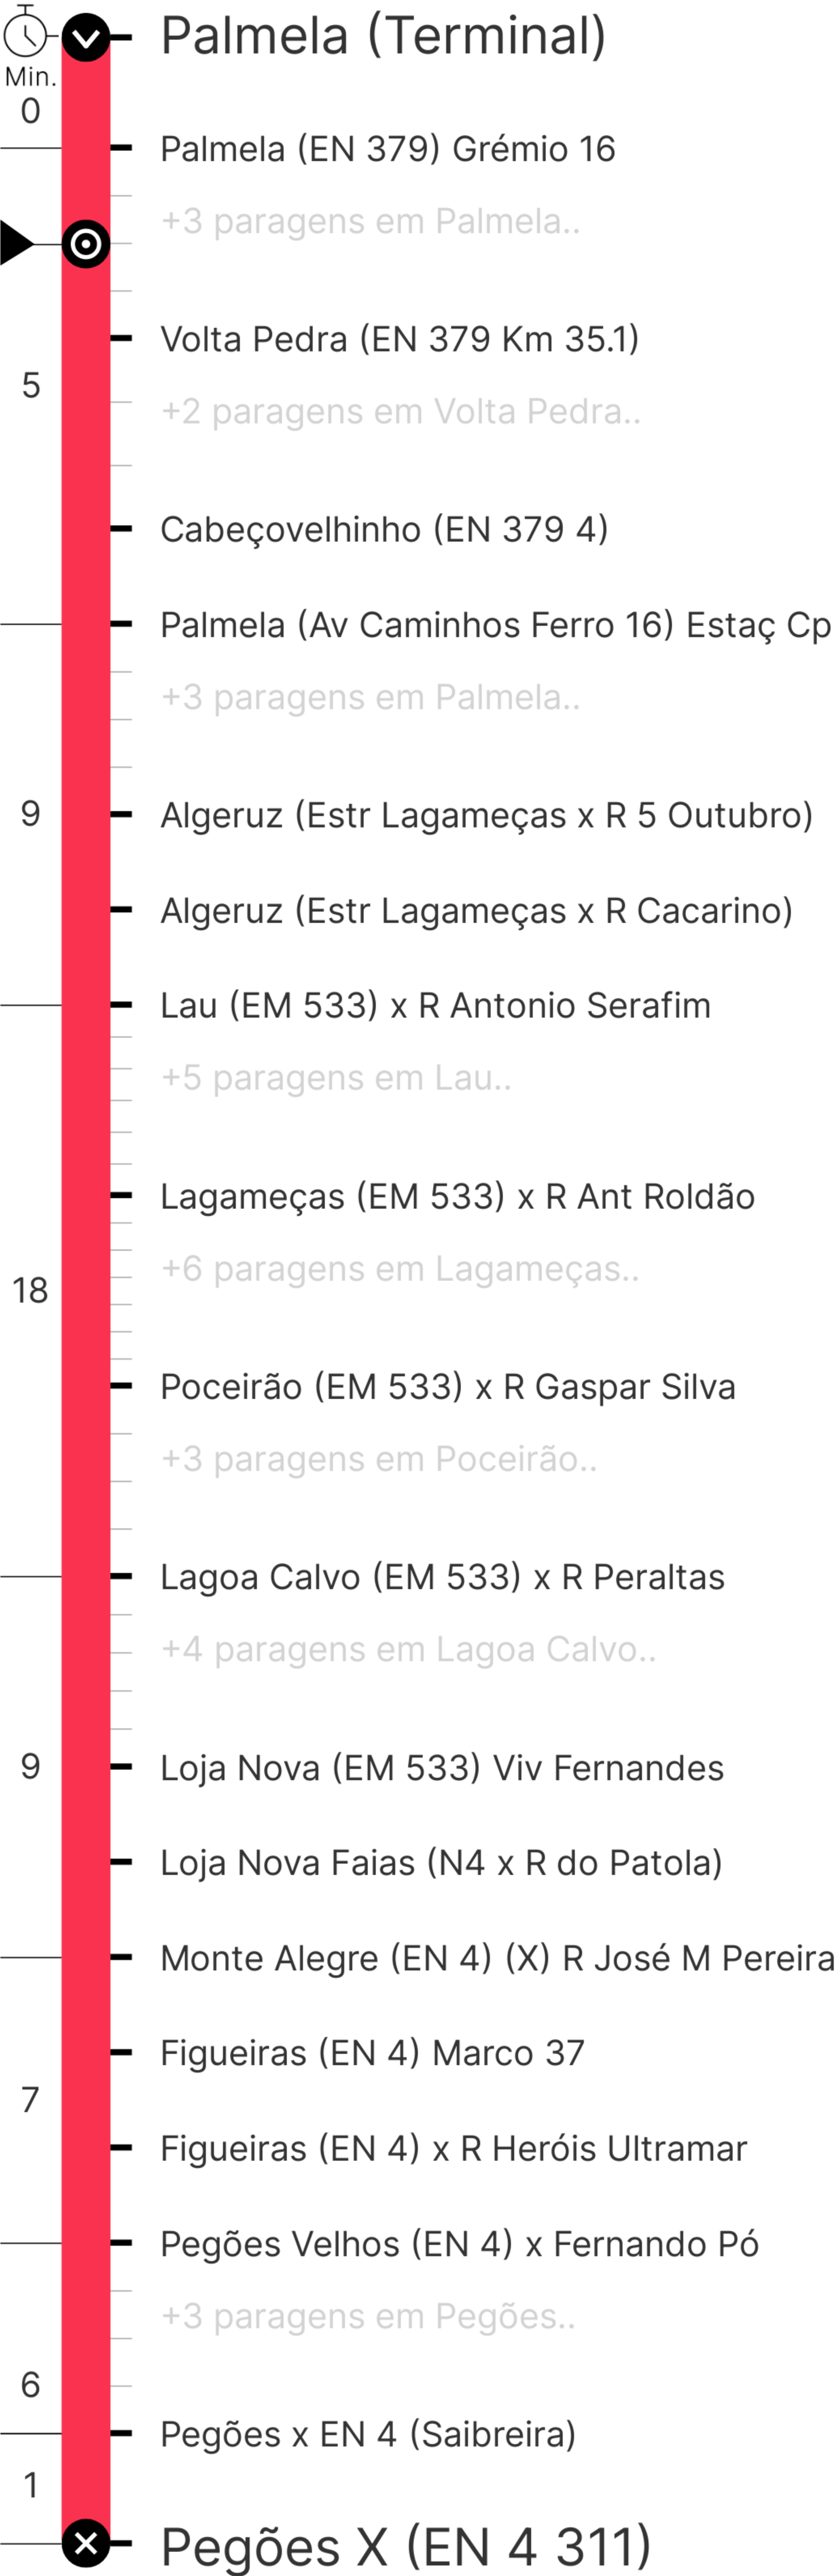 Palmela (Terminal)
Min.
0
Palmela (EN 379) Grémio 16
+3 paragens em Palmela..
Volta Pedra (EN 379 Km 35.1)
5
+2 paragens em Volta Pedra..
Cabeçovelhinho (EN 379 4)
Palmela (Av Caminhos Ferro 16) Estaç Cp
+3 paragens em Palmela..
9
Algeruz (Estr Lagameças x R 5 Outubro)
Algeruz (Estr Lagameças x R Cacarino)
Lau (EM 533) x R Antonio Serafim
+5 paragens em Lau..
Lagameças (EM 533) x R Ant Roldão
+6 paragens em Lagameças..
18
Poceirão (EM 533) x R Gaspar Silva
+3 paragens em Poceirão..
Lagoa Calvo (EM 533) x R Peraltas
+4 paragens em Lagoa Calvo..
9
Loja Nova (EM 533) Viv Fernandes
Loja Nova Faias (N4 x R do Patola)
Monte Alegre (EN 4) (X) R José M Pereira
Figueiras (EN 4) Marco 37
7
Figueiras (EN 4) x R Heróis Ultramar
Pegões Velhos (EN 4) x Fernando Pó
+3 paragens em Pegões..
6
Pegões x EN 4 (Saibreira)
1
Pegões X (EN 4 311)